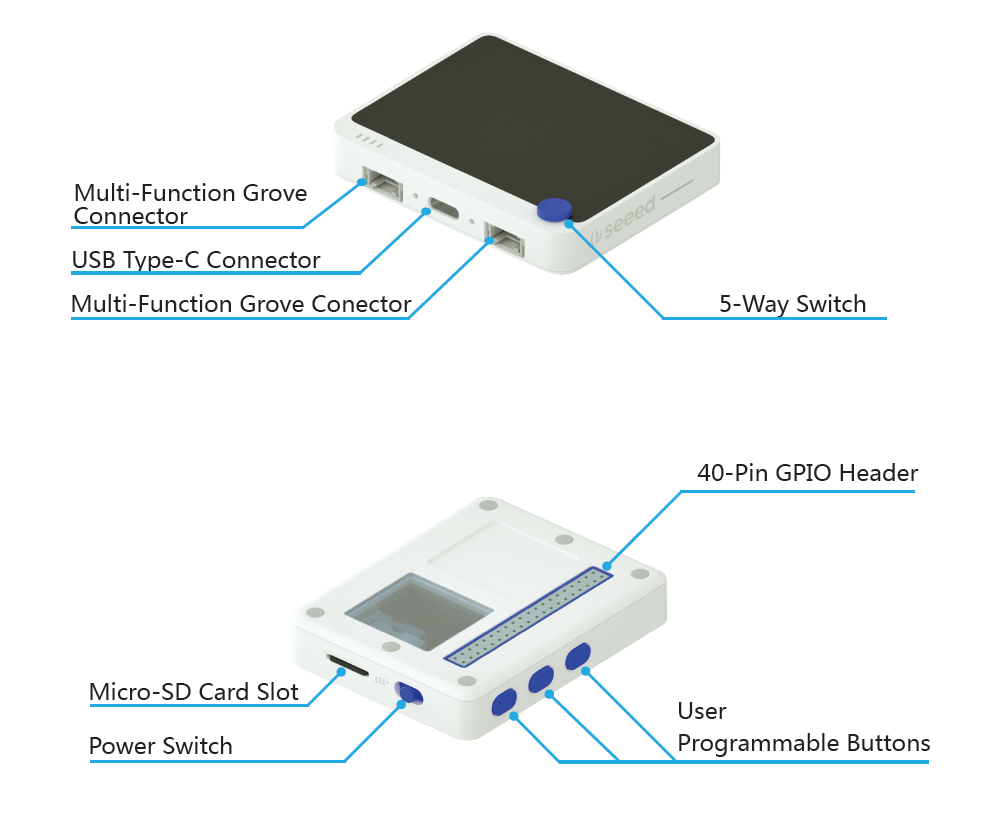 Multi-Function Grove
Connector
USB Type-C Connector
Multi-Function Grove Conector
seeed
5-Way Switch
40-Pin GPIO Header
Micro-SD Card Slot
Power Switch
User
Programmable Buttons